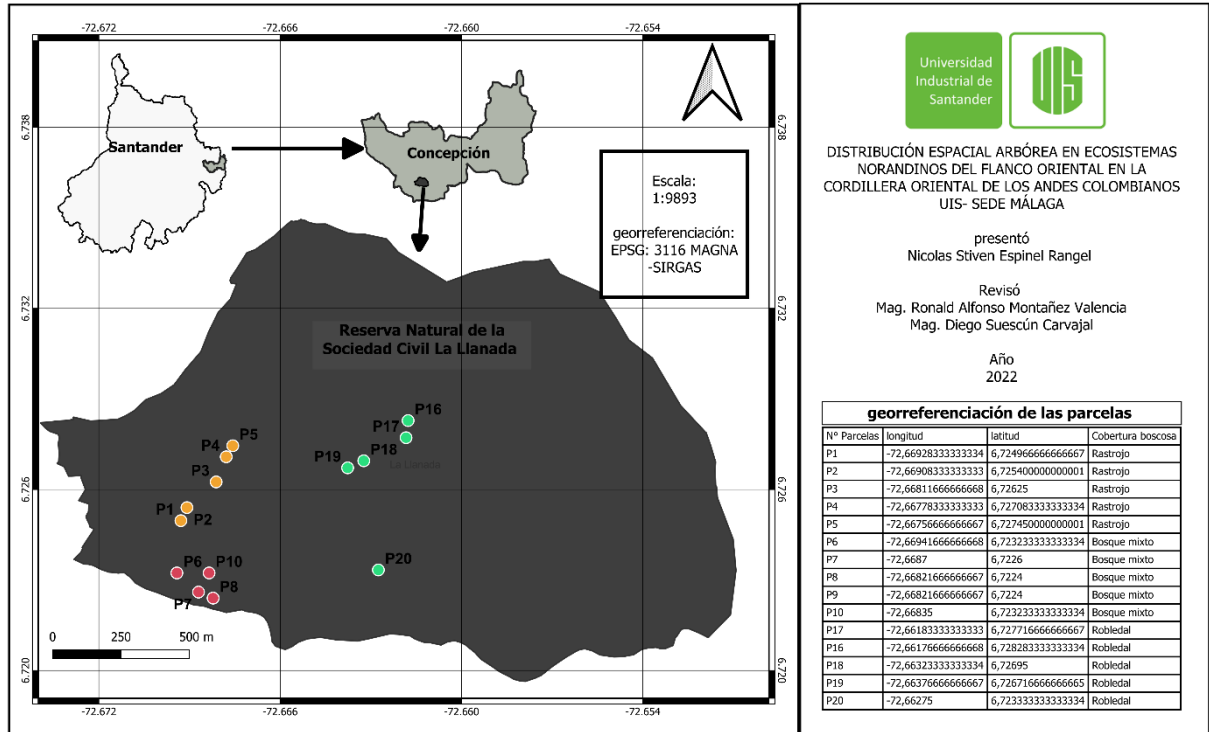 -72.672 -72.666 -72.660 -72.654
6.738
6.732
6.726
6.720
Santander
Concepción
Escala:
1:9893
georreferenciación:
EPSG: 3116 MAGNA
-SIRGAS
Reserva Natural de la
Sociedad Civil La Llanada
P16
P17
P5
P4
P18
P19
La Llanada
P3
P1
P2
P6
P10
P20
P8
P7
0 250 500 m
6.738
6.732
6.726
6.720
-72.672 -72.666 -72.660 -72.654
Universidad
Industrial de
Santander
UIS
DISTRIBUCIÓN ESPACIAL ARBÓREA EN ECOSISTEMAS
NORANDINOS DEL FLANCO ORIENTAL EN LA
CORDILLERA ORIENTAL DE LOS ANDES COLOMBIANOS
UIS- SEDE MÁLAGA
presentó
Nicolas Stiven Espinel Rangel
Revisó
Mag. Ronald Alfonso Montañez Valencia
Mag. Diego Suescún Carvajal
Año
2022
georreferenciación de las parcelas
N° Parcelas longitud latitud Cobertura boscosa
P1 -72,66928333333334 6,724966666666667 Rastrojo
P2 -72,66908333333333 6,725400000000001 Rastrojo
P3 -72,66811666666668 6,72625 Rastrojo
P4 -72,66778333333333 6,727083333333334 Rastrojo
P5 -72,66756666666667 6,727450000000001 Rastrojo
P6 -72,66941666666668 6,723233333333334 Bosque mixto
P7 -72,6687 6,7226 Bosque mixto
P8 -72,66821666666667 6,7224 Bosque mixto
P9 -72,66821666666667 6,7224 Bosque mixto
P10 -72,66835 6,723233333333334 Bosque mixto
P17 -72,66183333333333 6,727716666666667 Robledal
P16 -72,66176666666668 6,728283333333334 Robledal
P18 -72,66323333333334 6,72695 Robledal
P19 -72,66376666666667 6,726716666666665 Robledal
P20 -72,66275 6,723333333333334 Robledal